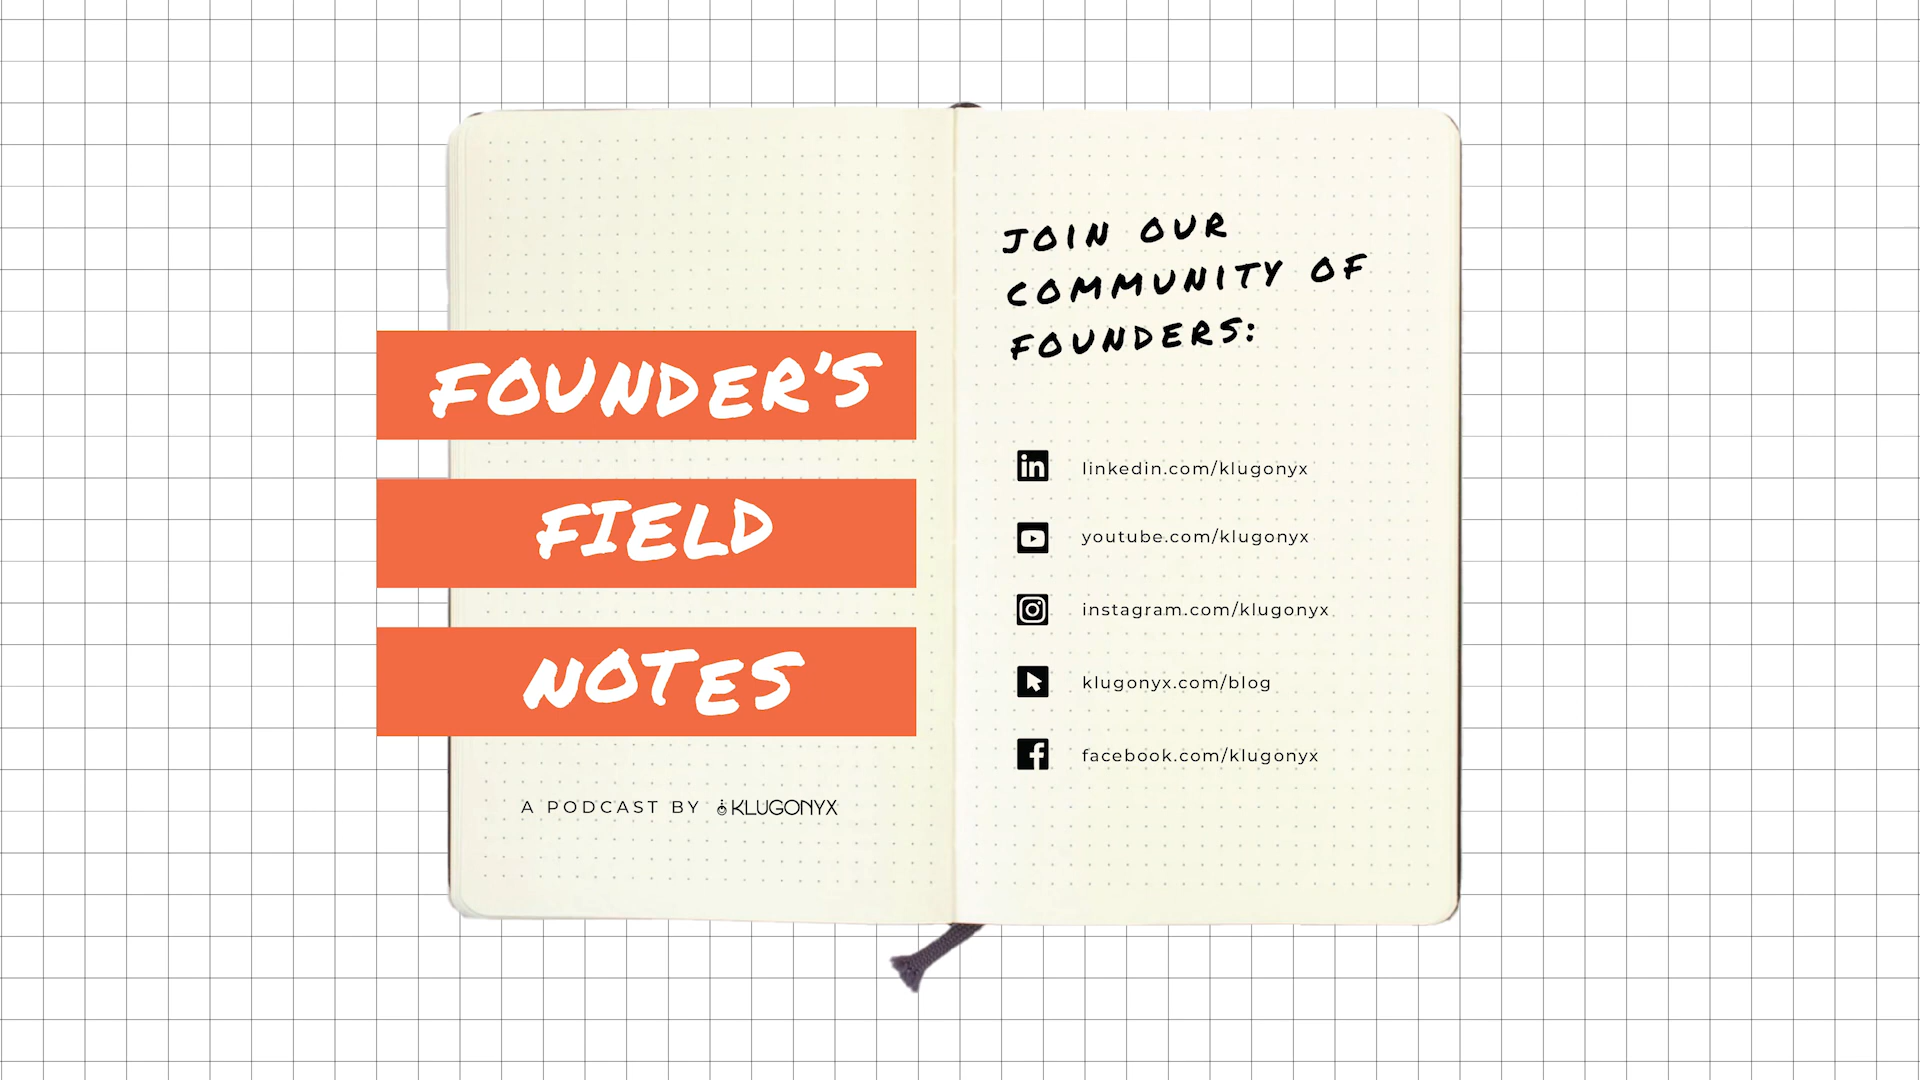 FOUNDER'S
FIELD
NOTES
A PODCAST BY KLUGONYX
JOIN OUR
COMMUNITY OF
FOUNDERS:
linkedin.com/klugonyx
youtube.com/klugonyx
instagram.com/klugonyx
klugonyx.com/blog
facebook.com/klugonyx